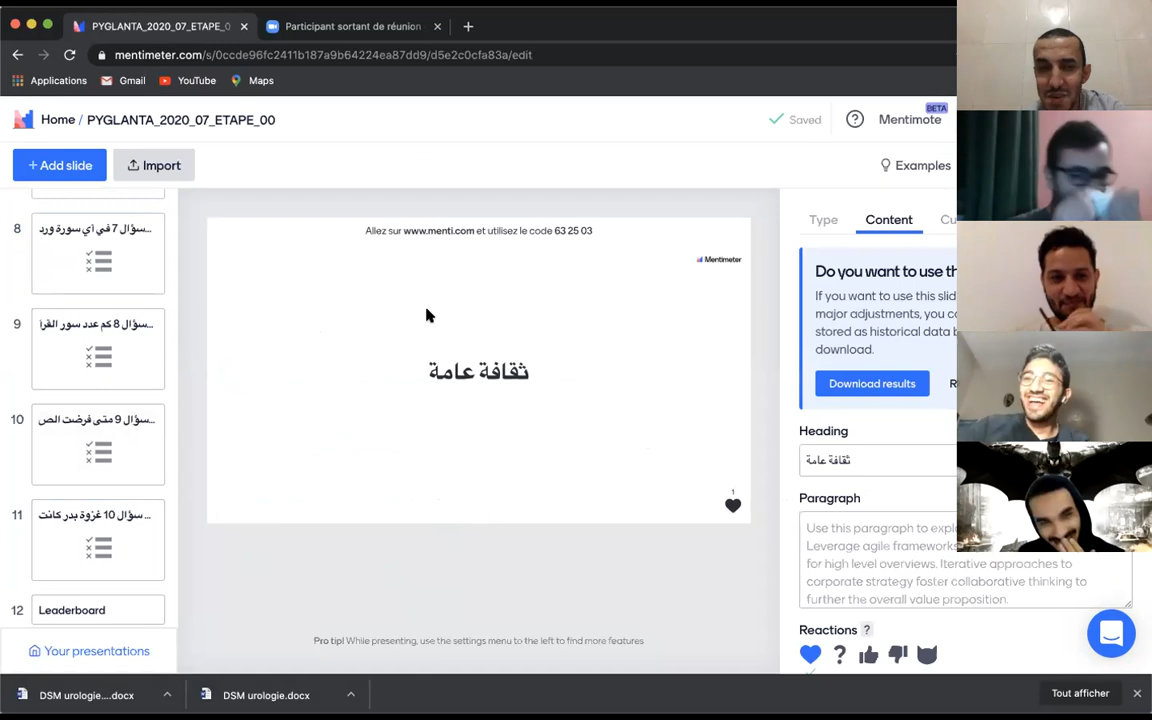 PYGLANTA_2020_07_ETAPE_0
Participant sortant de réunion
mentimeter.com/s/0ccde96fc2411b187a9b64224ea87dd9/d5e2c0cfa83a/edit
Applications
Gmail
YouTube
Maps
Home / PYGLANTA_2020_07_ETAPE_00
Saved
?
Mentimote
BETA
+ Add slide
Import
Examples
8
سؤال 7 في أي سورة ورد...
9
سؤال 8 كم عدد سور القرأ...
10
سؤال 9 متى فرضت الص...
11
سؤال 10 غزوة بدر كانت ...
12
Leaderboard
Your presentations
Allez sur www.menti.com et utilisez le code 63 25 03
Mentimeter
ثقافة عامة
1
Pro tip! While presenting, use the settings menu to the left to find more features
Type
Content
Cu
Do you want to use th
If you want to use this slid
major adjustments, you c
stored as historical data b
download.
Download results
R
Heading
ثقافة عامة
Paragraph
Use this paragraph to expl
Leverage agile frameworks
for high level overviews. Iterative approaches to
corporate strategy foster collaborative thinking to
further the overall value proposition.
Reactions ?
?
DSM urologie....docx
DSM urologie.docx
Tout afficher